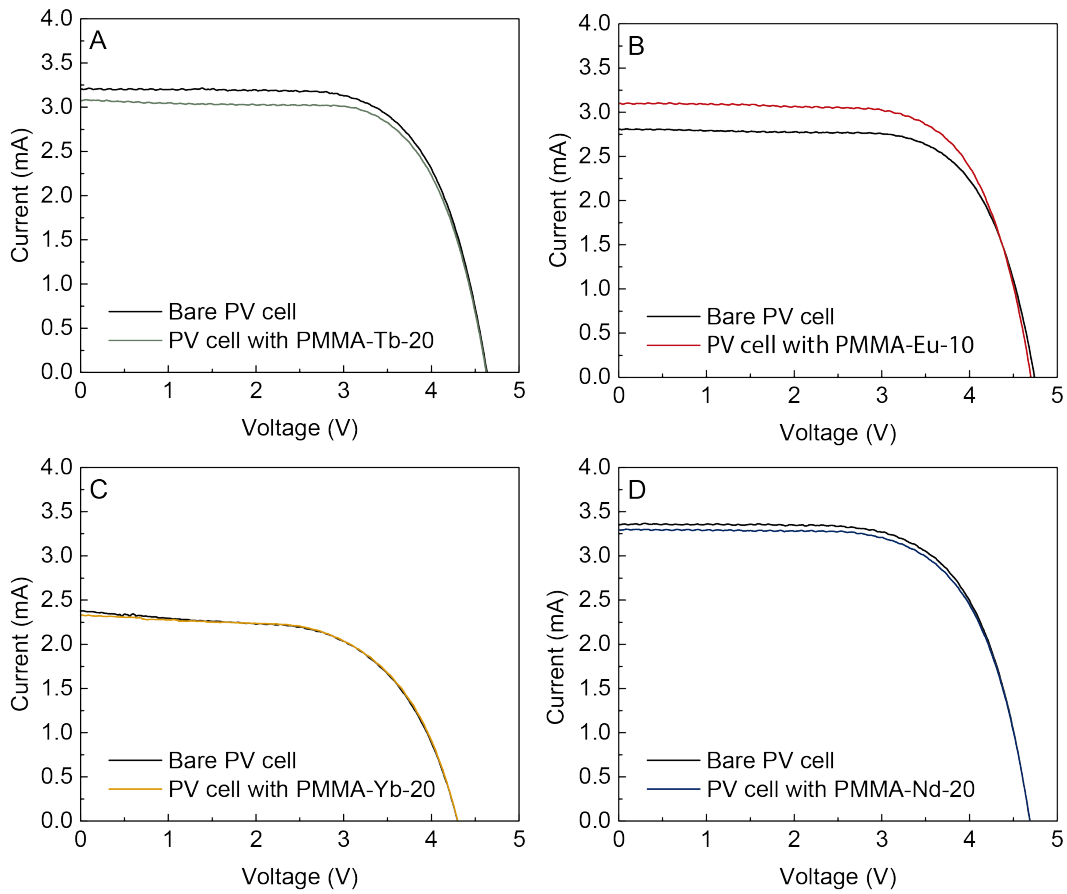 A
4.0
3.5
3.0
2.5
2.0
1.5
1.0
0.5
0.0
Current (mA)
Bare PV cell
PV cell with PMMA-Tb-20
0 1 2 3 4 5
Voltage (V)
B
4.0
3.5
3.0
2.5
2.0
1.5
1.0
0.5
0.0
Current (mA)
Bare PV cell
PV cell with PMMA-Eu-10
0 1 2 3 4 5
Voltage (V)
C
4.0
3.5
3.0
2.5
2.0
1.5
1.0
0.5
0.0
Current (mA)
Bare PV cell
PV cell with PMMA-Yb-20
0 1 2 3 4 5
Voltage (V)
D
4.0
3.5
3.0
2.5
2.0
1.5
1.0
0.5
0.0
Current (mA)
Bare PV cell
PV cell with PMMA-Nd-20
0 1 2 3 4 5
Voltage (V)